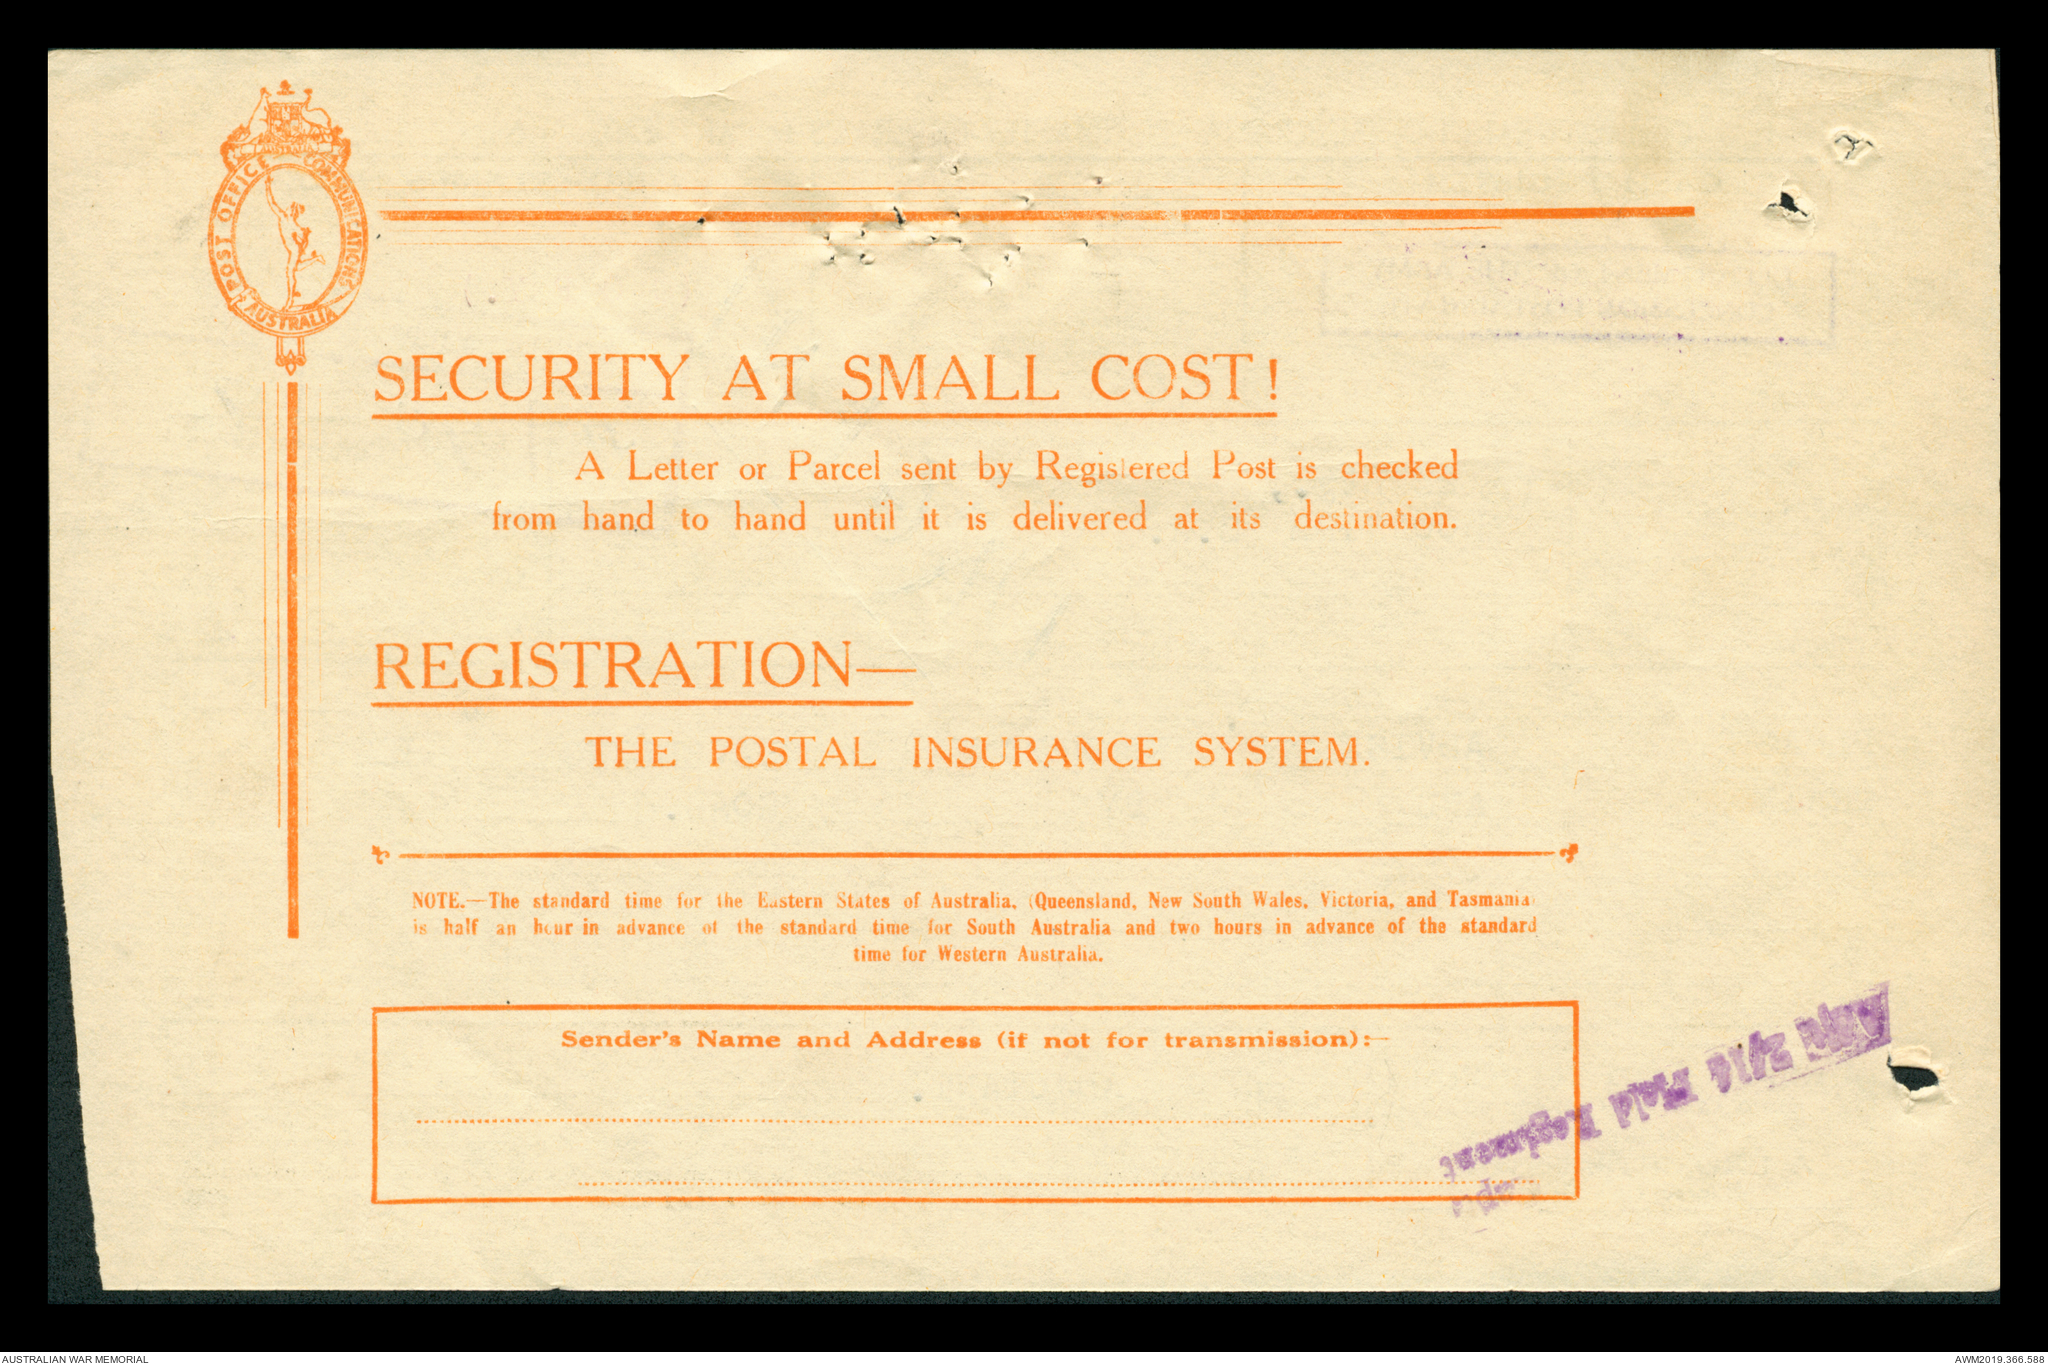 POST OFFICE COMMUNICATIONS
AUSTRALIA
AUSTRALIA
SECURITY AT SMALL COST!
A Letter or Parcel sent by Registered Post is checked
from hand to hand until it is delivered at its destination.
REGISTRATION—
THE POSTAL INSURANCE SYSTEM.
NOTE.—The standard time for the Eastern States of Australia, (Queensland, New South Wales, Victoria, and Tasmania)
is half an hour in advance of the standard time for South Australia and two hours in advance of the standard
time for Western Australia.
Sender's Name and Address (if not for transmission):—
Field Regiment
AUSTRALIAN WAR MEMORIAL
AWM2019.366.588